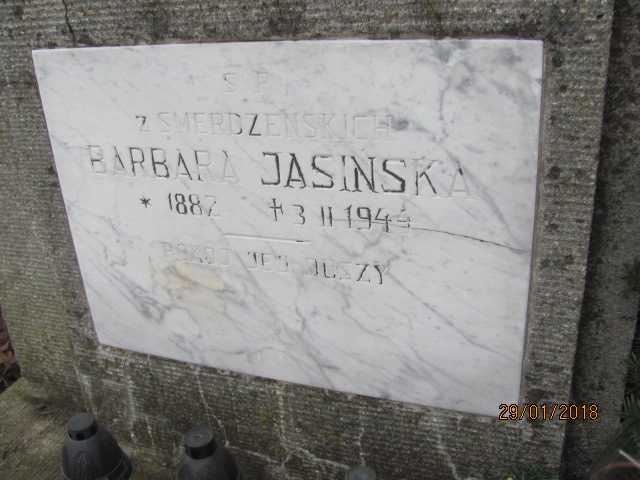 S P
Z SMERDZEŃSKICH
BARBARA JASIŃSKA
* 1882 † 3 II 1944
POKÓJ JEJ DUSZY
29/01/2018